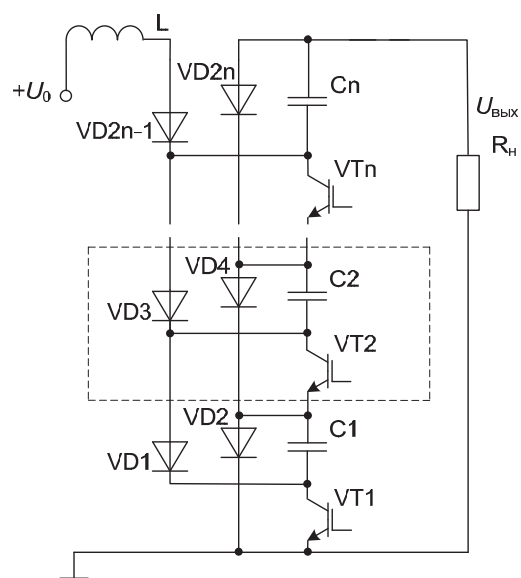 L
+U₀
VD2n
Cn
VD2n-1
VTn
Uвых
Rн
VD4
C2
VD3
VT2
VD2
C1
VD1
VT1